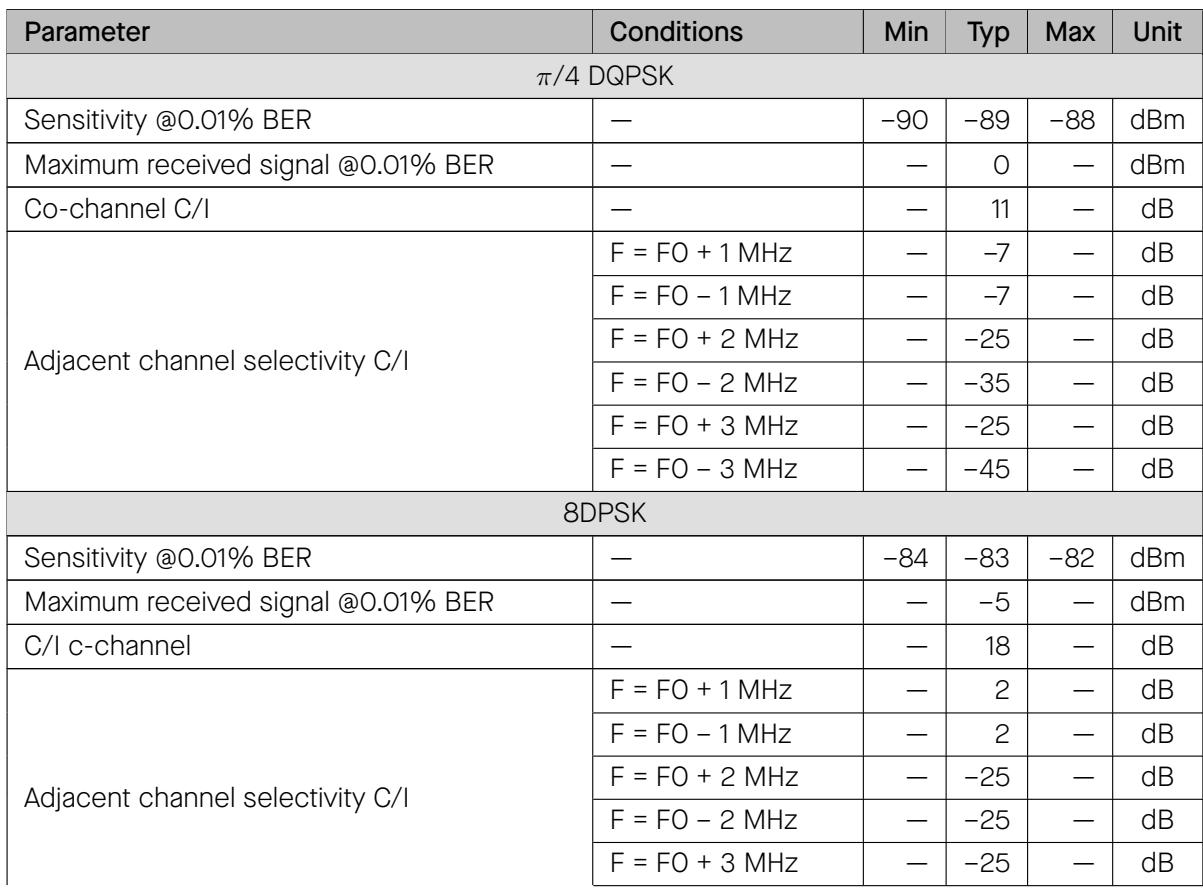 Parameter Conditions Min Typ Max Unit
π/4 DQPSK
Sensitivity @0.01% BER — –90 –89 –88 dBm
Maximum received signal @0.01% BER — — 0 — dBm
Co-channel C/I — — 11 — dB
Adjacent channel selectivity C/I
F = F0 + 1 MHz — –7 — dB
F = F0 – 1 MHz — –7 — dB
F = F0 + 2 MHz — –25 — dB
F = F0 – 2 MHz — –35 — dB
F = F0 + 3 MHz — –25 — dB
F = F0 – 3 MHz — –45 — dB
8DPSK
Sensitivity @0.01% BER — –84 –83 –82 dBm
Maximum received signal @0.01% BER — — –5 — dBm
C/I c-channel — — 18 — dB
Adjacent channel selectivity C/I
F = F0 + 1 MHz — 2 — dB
F = F0 – 1 MHz — 2 — dB
F = F0 + 2 MHz — –25 — dB
F = F0 – 2 MHz — –25 — dB
F = F0 + 3 MHz — –25 — dB